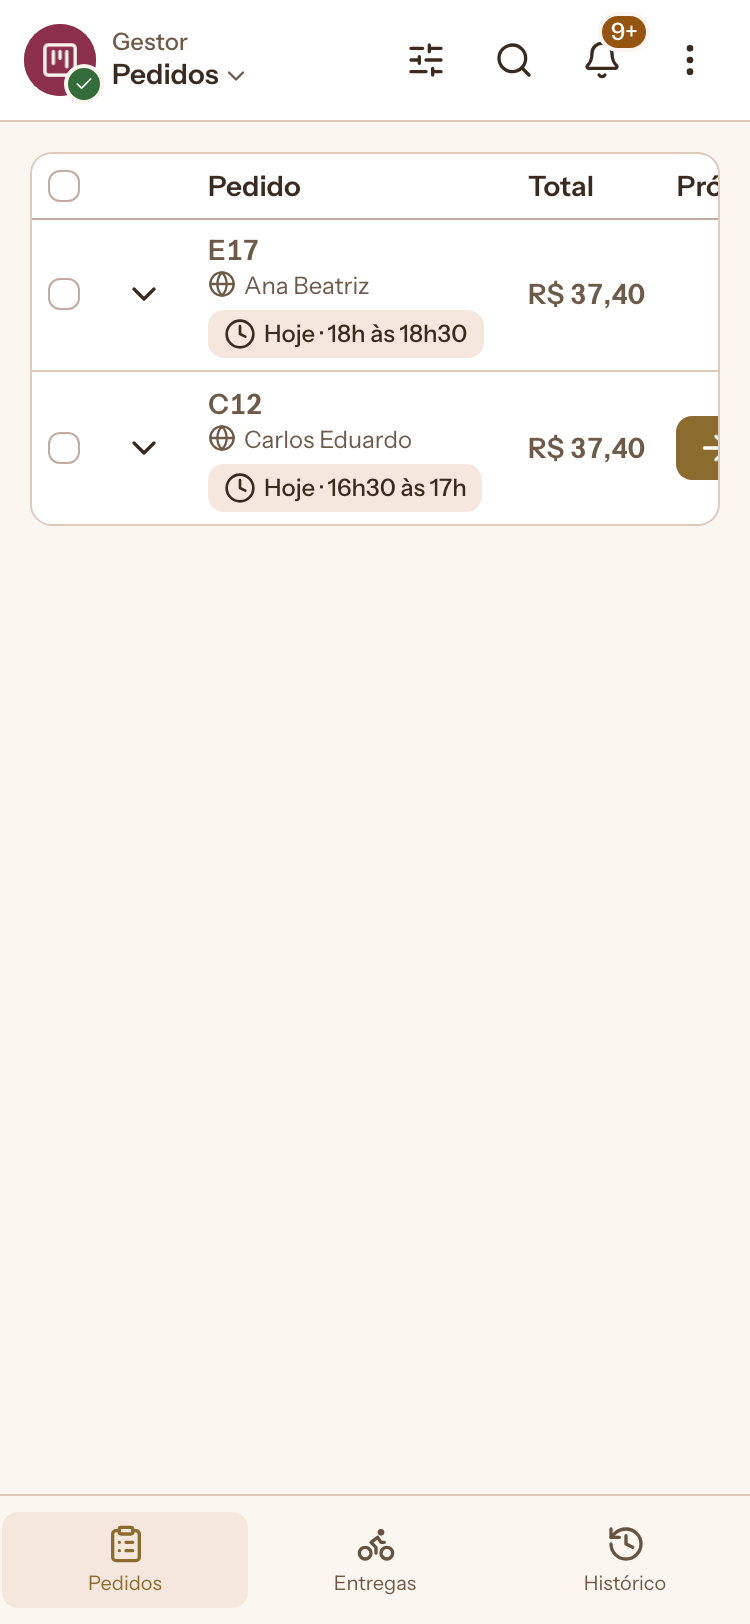 Gestor
Pedidos
9+
Pedido Total Pró
E17
Ana Beatriz
Hoje · 18h às 18h30
R$ 37,40
C12
Carlos Eduardo
Hoje · 16h30 às 17h
R$ 37,40
Pedidos Entregas Histórico